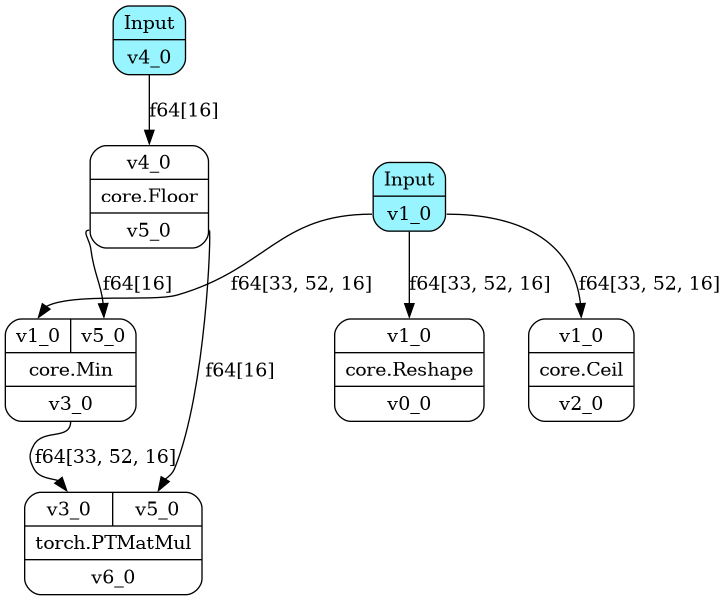 Input
v4_0
f64[16]
v4_0
core.Floor
v5_0
Input
v1_0
f64[16]
f64[33, 52, 16]
f64[33, 52, 16]
f64[33, 52, 16]
v1_0 v5_0
core.Min
v3_0
v1_0
core.Reshape
v0_0
v1_0
core.Ceil
v2_0
f64[16]
f64[33, 52, 16]
v3_0 v5_0
torch.PTMatMul
v6_0